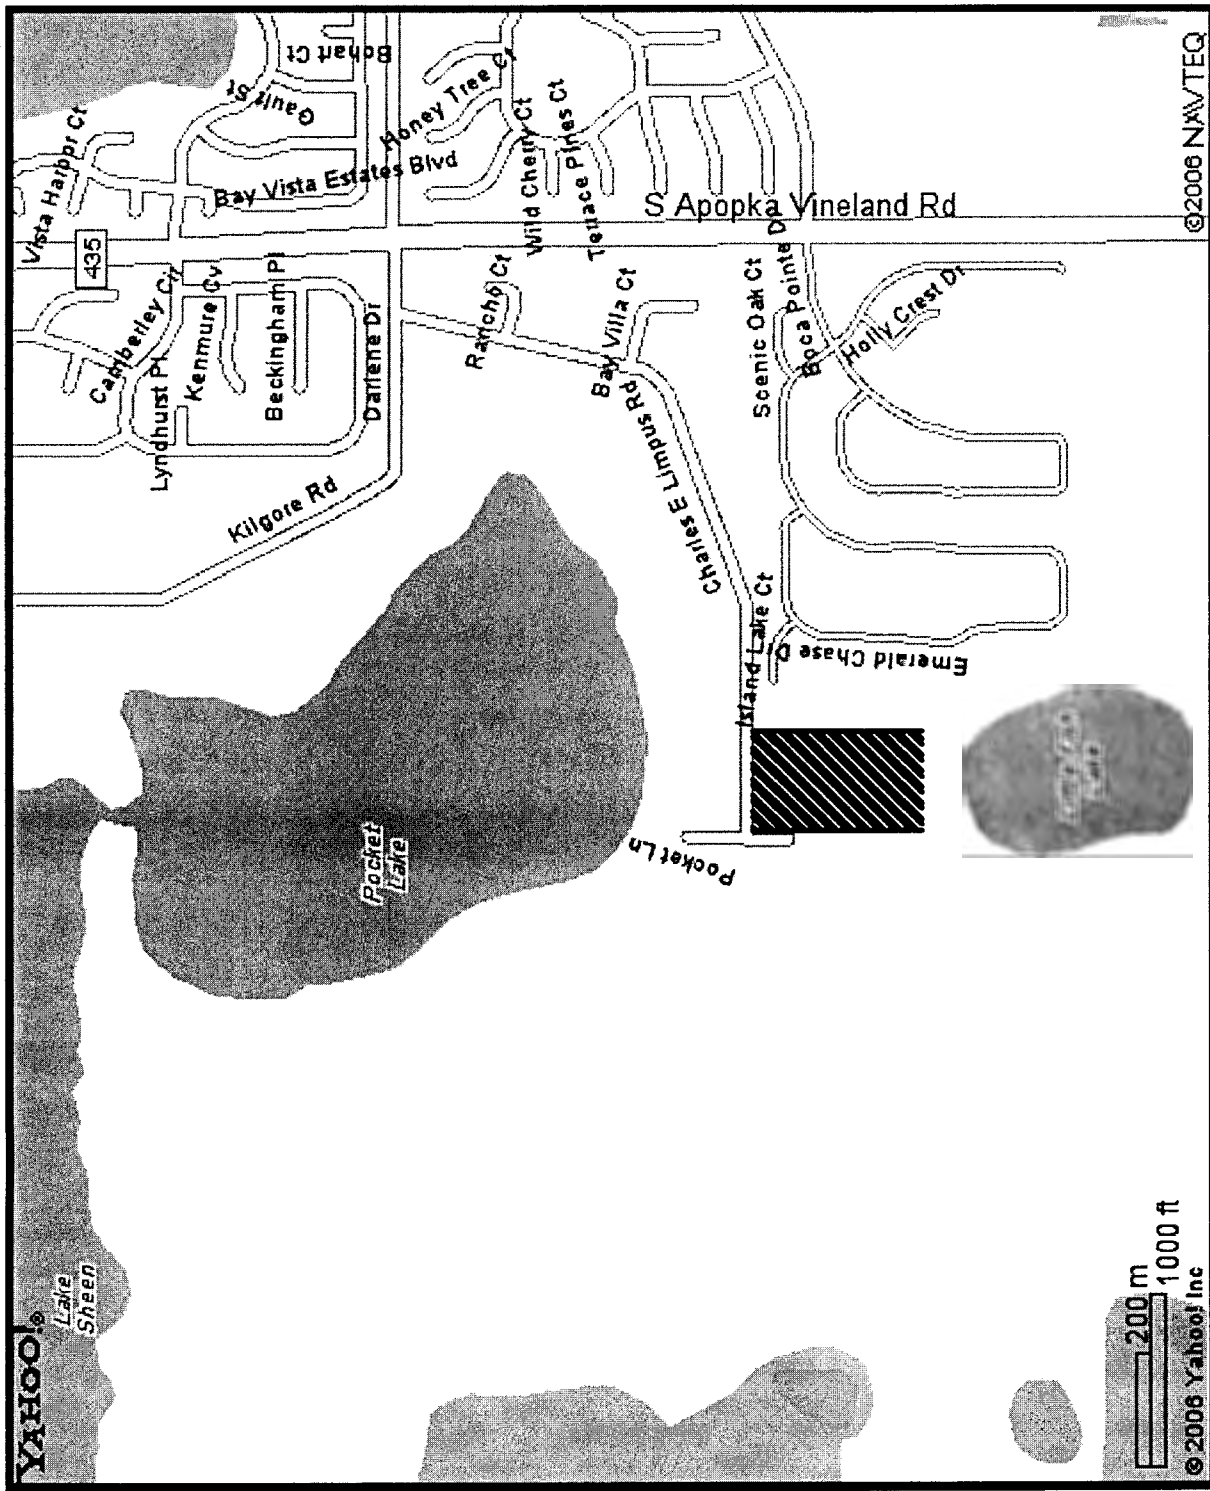 YAHOO!®
Lake
Sheen
Pocket
Lake
Pocket Ln
Kilgore Rd
Vista Harbor Ct
435
Camberley Cir
Lyndhurst Pl
Kenmure Cv
Beckingham Pl
Darlene Dr
Gault St
Bohart Ct
Bay Vista Estates Blvd
Honey Tree Ct
Wild Cherry Ct
Terrace Pines Ct
S Apopka Vineland Rd
Rancho Ct
Bay Villa Ct
Charles E Limpus Rd
Scenic Oak Ct
Boca Pointe Dr
Holly Crest Dr
Island Lake Ct
Emerald Chase Dr
Lake
200 m
1000 ft
©2006 Yahoo! Inc
©2006 NAVTEQ